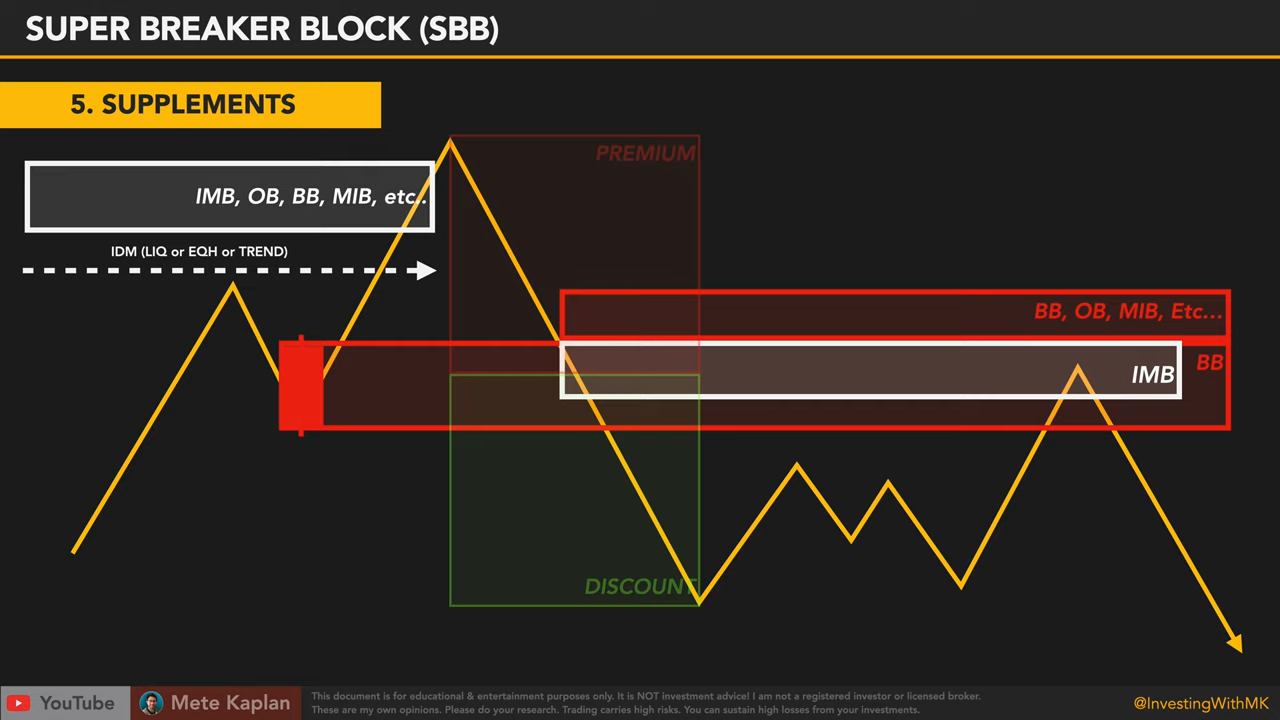 SUPER BREAKER BLOCK (SBB)
5. SUPPLEMENTS
PREMIUM
IMB, OB, BB, MIB, etc..
IDM (LIQ or EQH or TREND)
BB, OB, MIB, Etc...
BB
IMB
DISCOUNT
YouTube
Mete Kaplan
This document is for educational & entertainment purposes only. It is NOT investment advice! I am not a registered investor or licensed broker.
These are my own opinions. Please do your research. Trading carries high risks. You can sustain high losses from your investments.
@InvestingWithMK